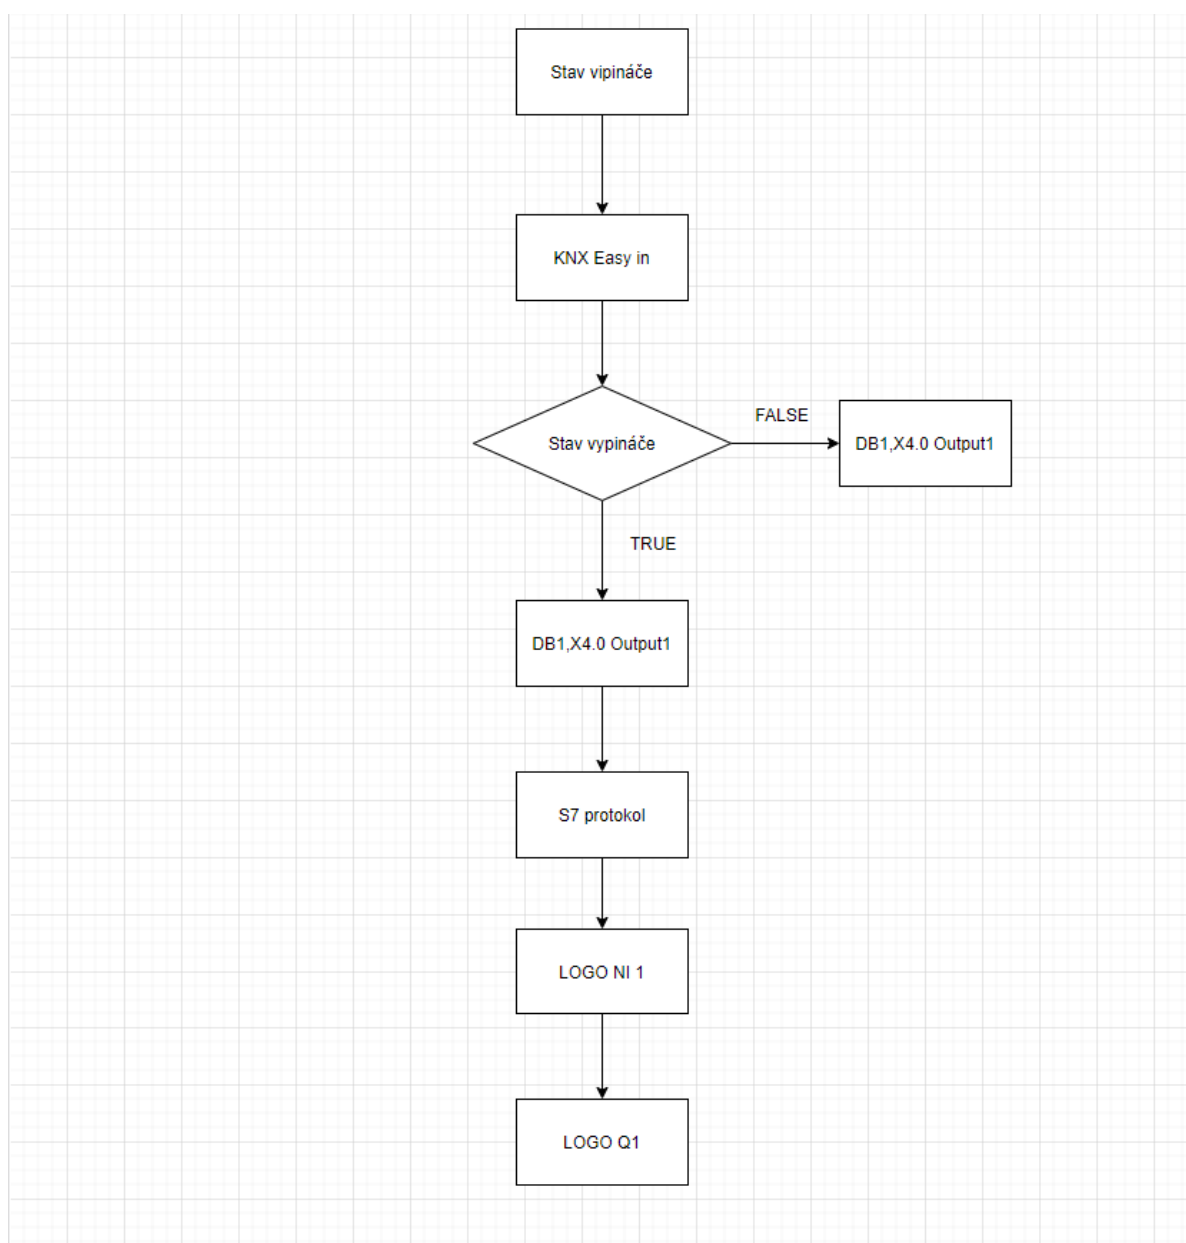 Stav vipináče
KNX Easy in
Stav vypináče
FALSE
DB1,X4.0 Output1
TRUE
DB1,X4.0 Output1
S7 protokol
LOGO NI 1
LOGO Q1